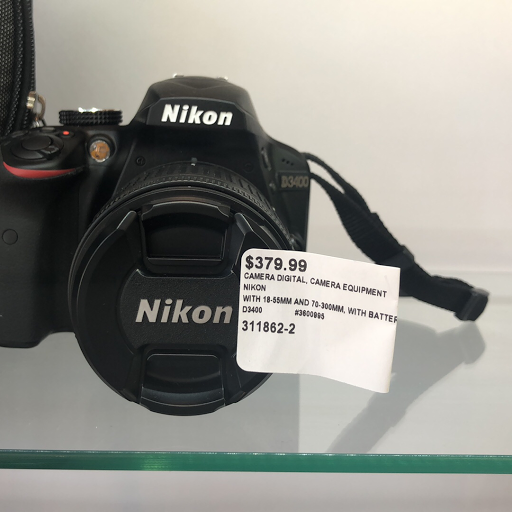 Nikon
D3400
Nikon
$379.99
CAMERA DIGITAL, CAMERA EQUIPMENT
NIKON
WITH 18-55MM AND 70-300MM, WITH BATTER
D3400 #3600995
311862-2